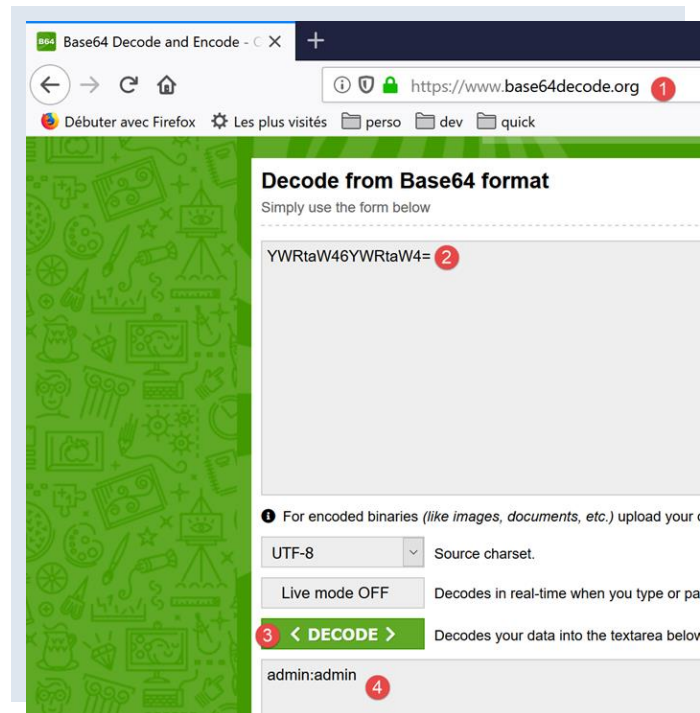 B64 Base64 Decode and Encode -
https://www.base64decode.org 1
Débuter avec Firefox Les plus visités perso dev quick
Decode from Base64 format
Simply use the form below
YWRtaW46YWRtaW4= 2
For encoded binaries (like images, documents, etc.) upload your
UTF-8 Source charset.
Live mode OFF Decodes in real-time when you type or pa
3 < DECODE > Decodes your data into the textarea below
admin:admin
4